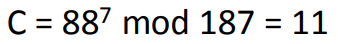 C = 88⁷ mod 187 = 11